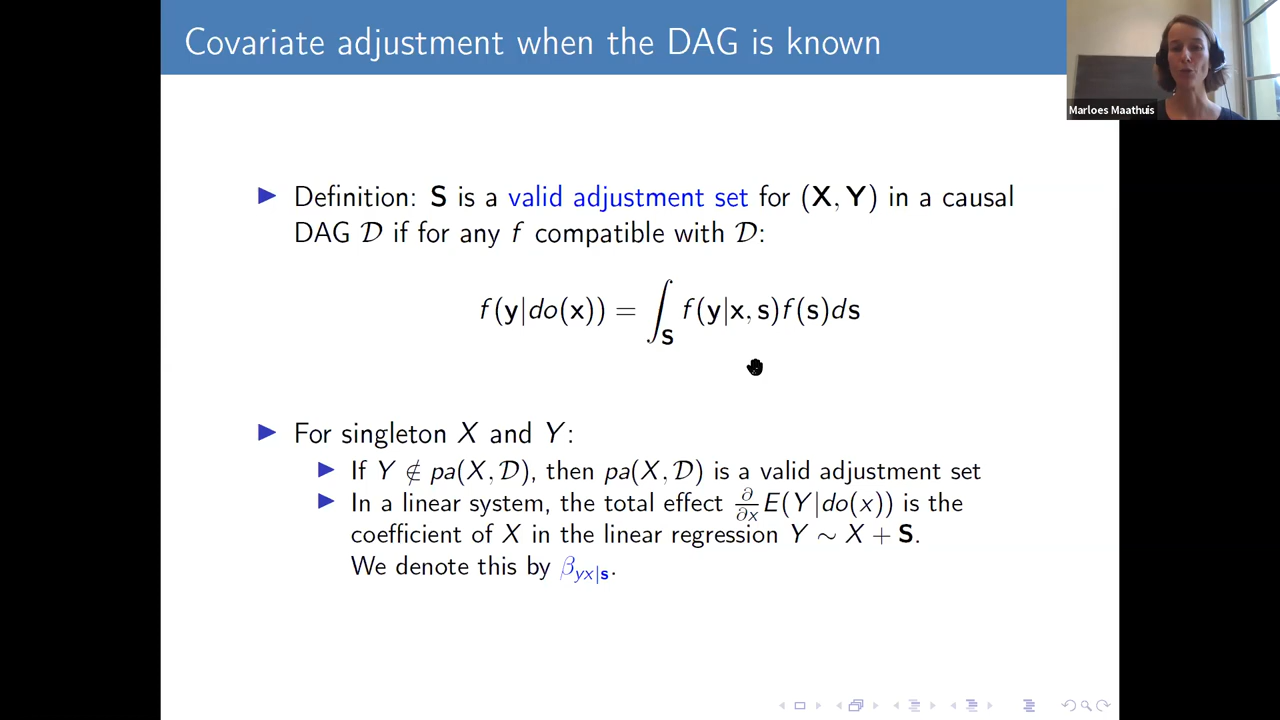 Covariate adjustment when the DAG is known
Marloes Maathuis
▶ Definition: S is a valid adjustment set for (X, Y) in a causal
DAG 𝒟 if for any f compatible with 𝒟:
f(y|do(x)) = ∫_S f(y|x, s)f(s)ds
▶ For singleton X and Y:
▶ If Y ∉ pa(X, 𝒟), then pa(X, 𝒟) is a valid adjustment set
▶ In a linear system, the total effect ∂/∂x E(Y|do(x)) is the
coefficient of X in the linear regression Y ∼ X + S.
We denote this by β_{yx|s}.